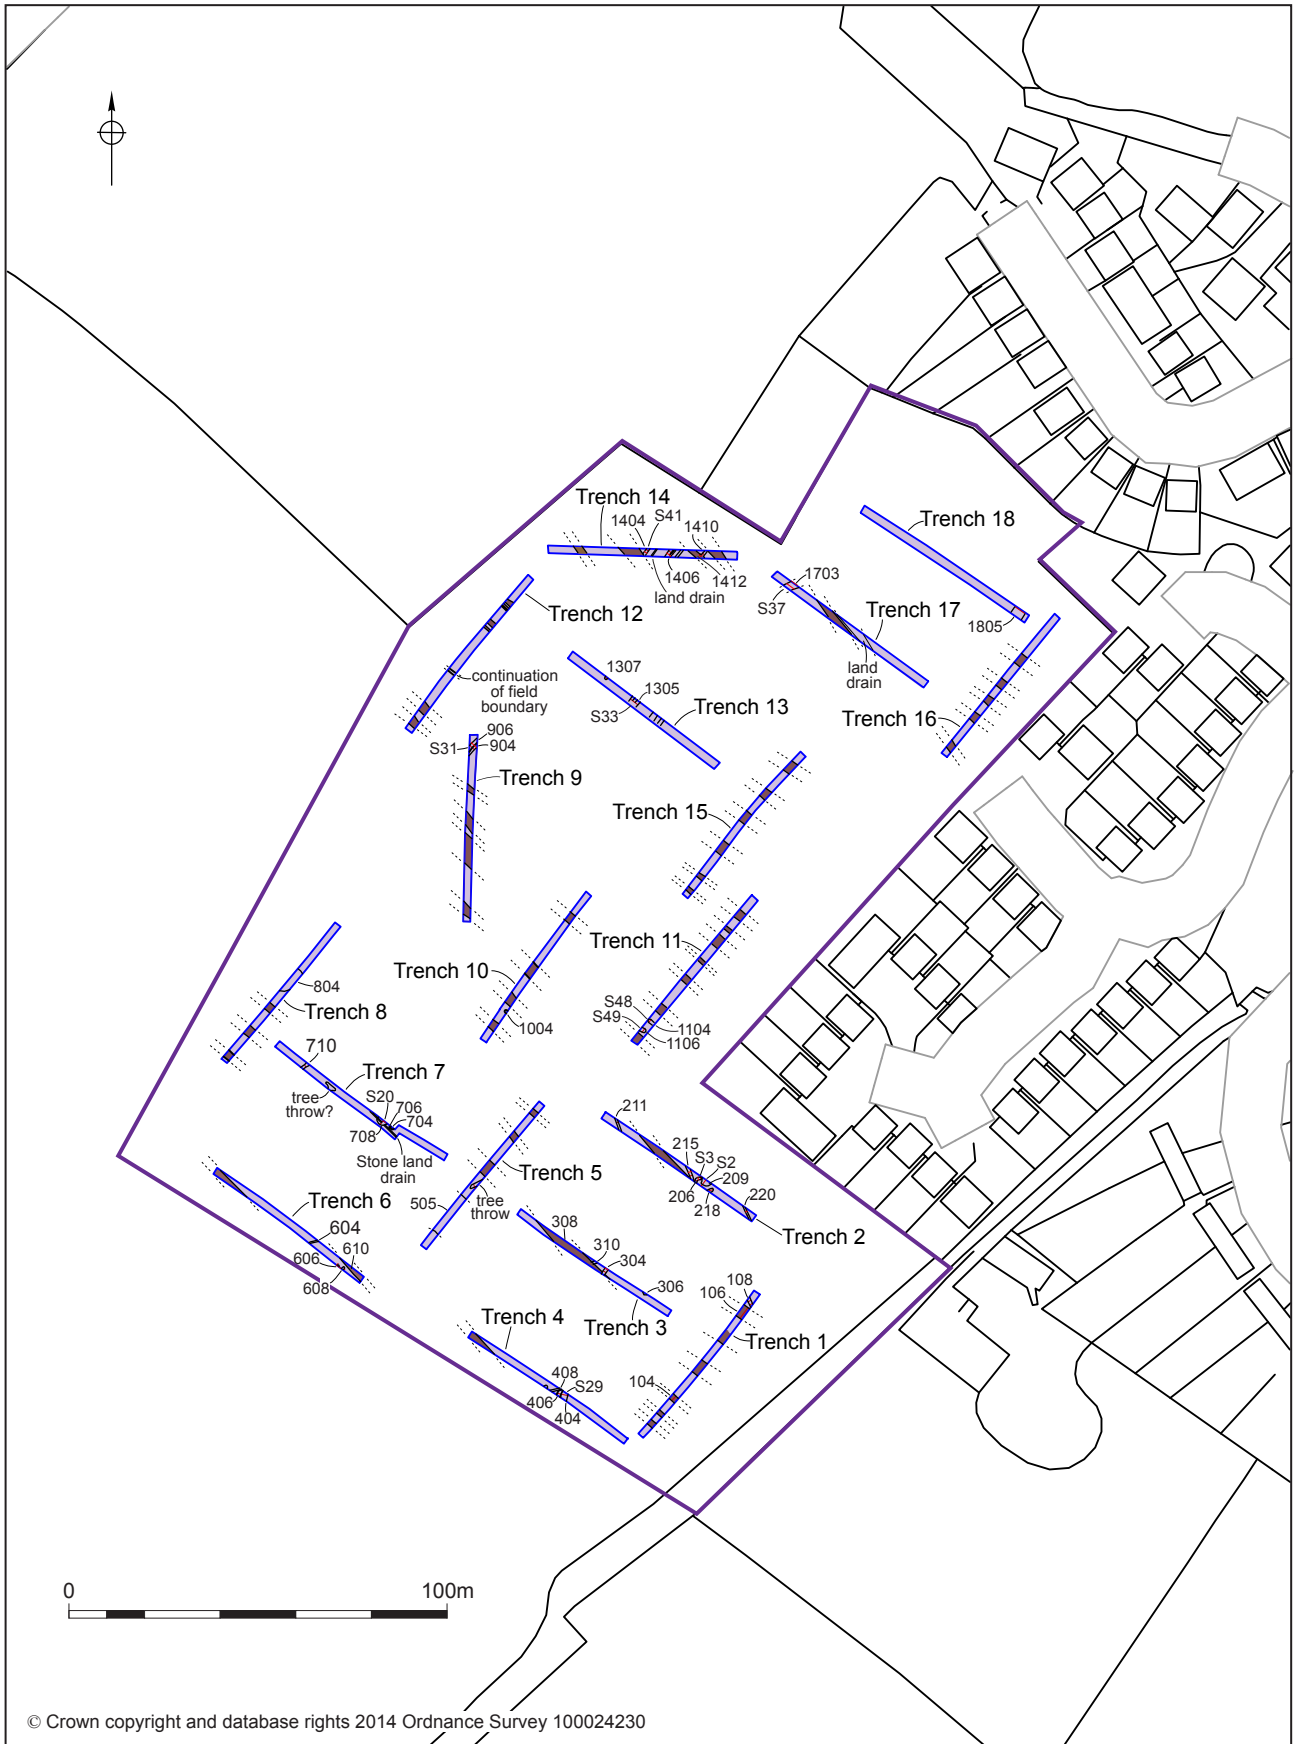 Trench 14
1404
S41
1410
1406
1412
land drain
Trench 18
1805
1703
S37
Trench 17
land
drain
Trench 12
continuation
of field
boundary
1307
1305
S33
Trench 13
Trench 16
906
S31
904
Trench 9
Trench 15
Trench 11
S48
S49
1104
1106
Trench 10
1004
804
Trench 8
710
Trench 7
tree
throw?
S20
706
704
708
Stone land
drain
211
215
S3
S2
209
206
218
220
Trench 2
Trench 5
505
tree
throw
Trench 6
604
606
610
608
308
310
304
306
Trench 3
108
106
Trench 1
104
Trench 4
408
S29
406
404
0
100m
© Crown copyright and database rights 2014 Ordnance Survey 100024230